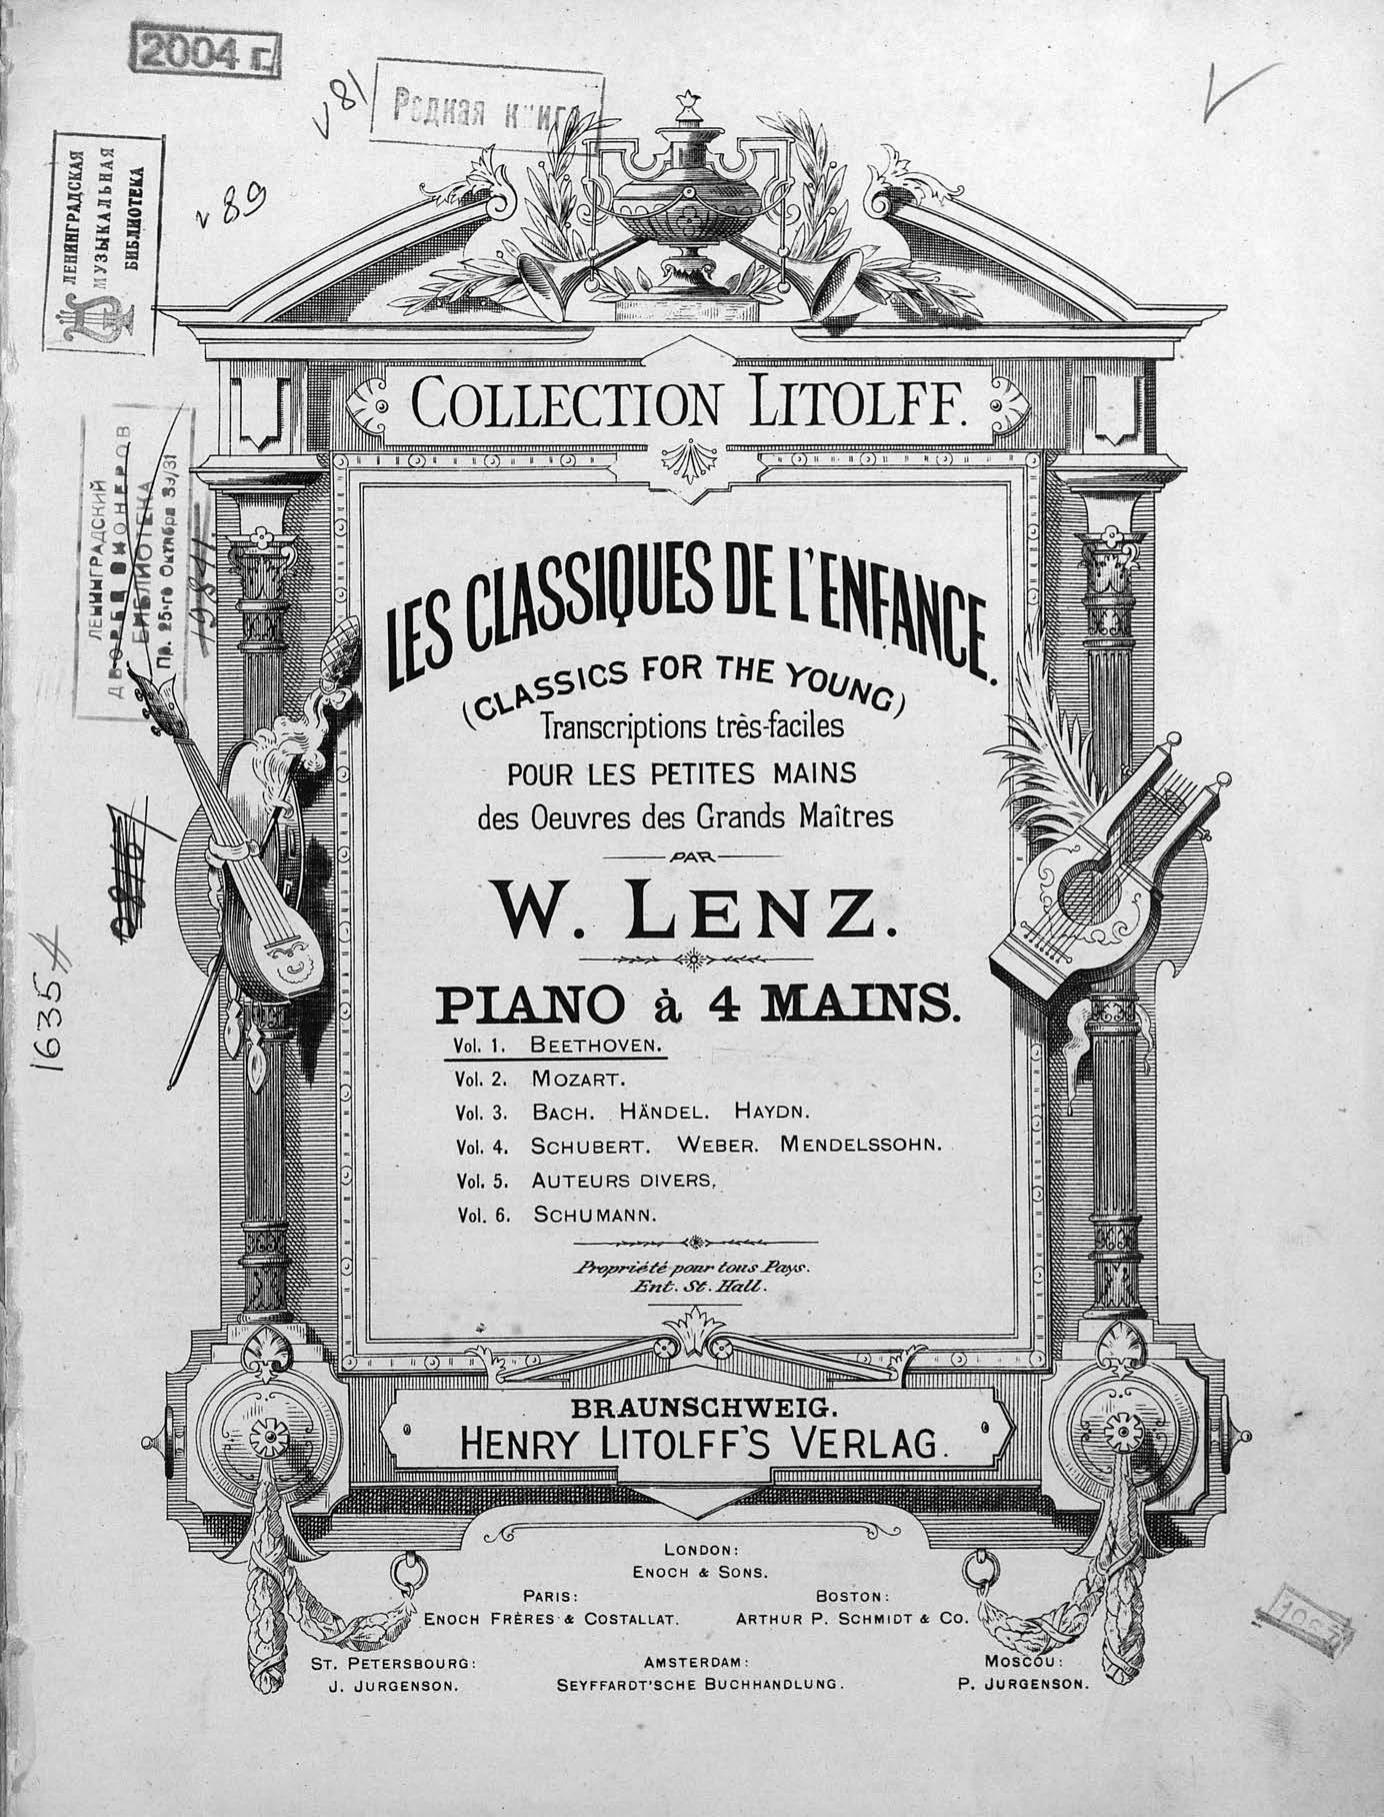 2004 г.
v 81
Редкая книга
v 89
ЛЕНИНГРАДСКАЯ
МУЗЫКАЛЬНАЯ
БИБЛИОТЕКА
ЛЕНИНГРАДСКИЙ
ДВОРЕЦ ПИОНЕРОВ
БИБЛИОТЕКА
Пр. 25-го Октября
1635
COLLECTION LITOLFF.
LES CLASSIQUES DE L'ENFANCE.
(CLASSICS FOR THE YOUNG)
Transcriptions três-faciles
POUR LES PETITES MAINS
des Oeuvres des Grands Maîtres
PAR
W. LENZ.
PIANO à 4 MAINS.
Vol. 1. BEETHOVEN.
Vol. 2. MOZART.
Vol. 3. BACH. HÄNDEL. HAYDN.
Vol. 4. SCHUBERT. WEBER. MENDELSSOHN.
Vol. 5. AUTEURS DIVERS.
Vol. 6. SCHUMANN.
Propriété pour tous Pays.
Ent. St. Hall.
BRAUNSCHWEIG.
HENRY LITOLFF'S VERLAG.
LONDON:
ENOCH & SONS.
PARIS: BOSTON:
ENOCH FRÈRES & COSTALLAT. ARTHUR P. SCHMIDT & CO.
ST. PETERSBOURG: AMSTERDAM: MOSCOU:
J. JURGENSON. SEYFFARDT'SCHE BUCHHANDLUNG. P. JURGENSON.